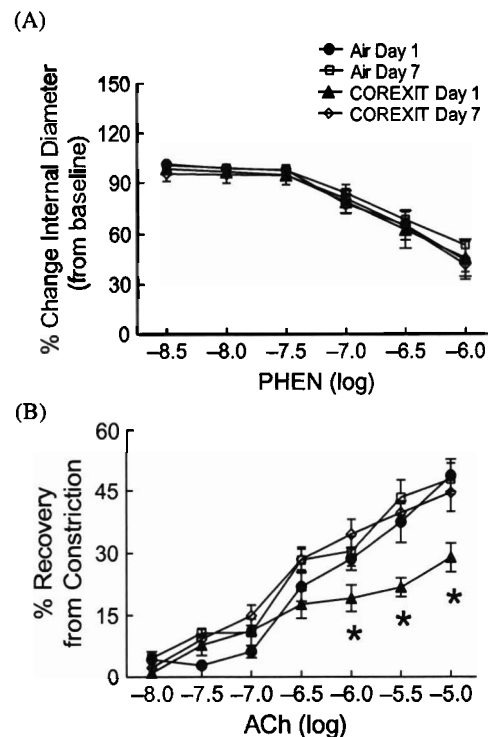 (A)
Air Day 1
Air Day 7
COREXIT Day 1
COREXIT Day 7
% Change Internal Diameter
(from baseline)
150
120
90
60
30
0
–8.5 –8.0 –7.5 –7.0 –6.5 –6.0
PHEN (log)
(B)
% Recovery
from Constriction
60
45
30
15
0
* * *
–8.0 –7.5 –7.0 –6.5 –6.0 –5.5 –5.0
ACh (log)